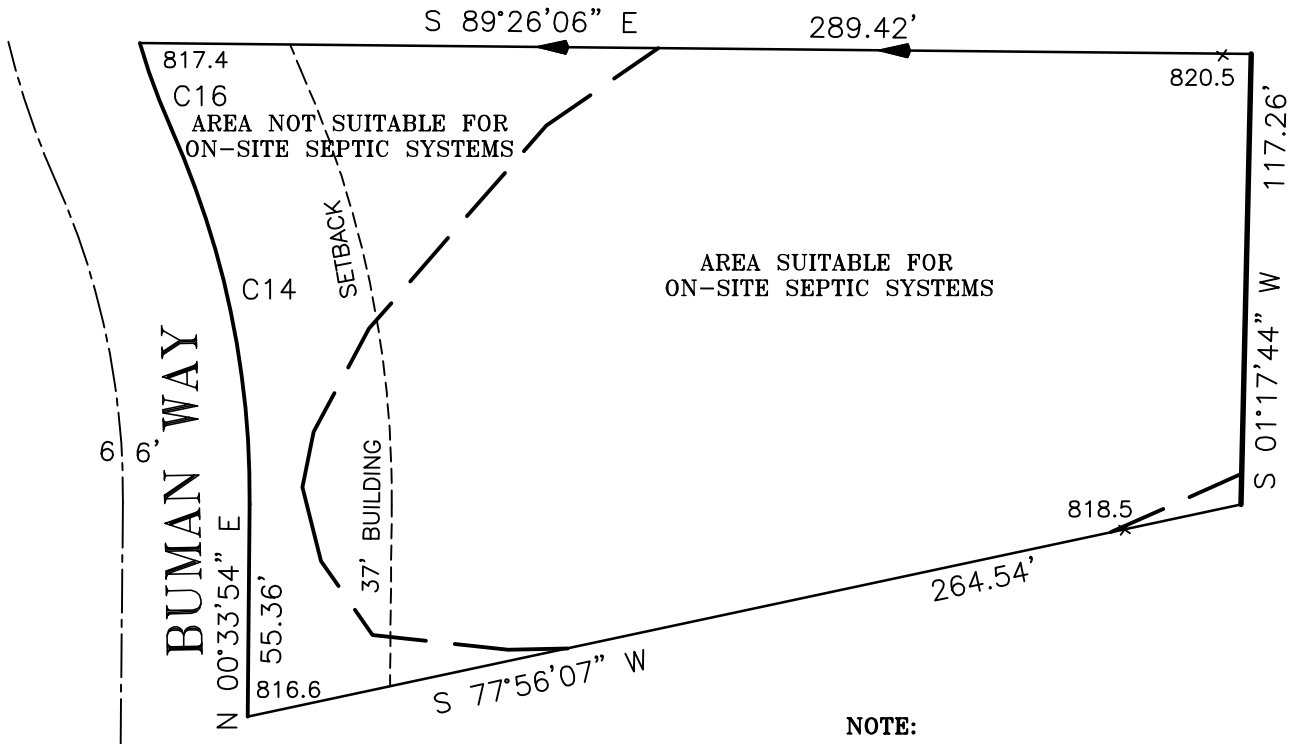 S 89°26'06" E
289.42'
817.4
820.5
C16
AREA NOT SUITABLE FOR
ON-SITE SEPTIC SYSTEMS
117.26'
SETBACK
AREA SUITABLE FOR
ON-SITE SEPTIC SYSTEMS
C14
S 01°17'44" W
BUMAN WAY
6 6'
37' BUILDING
818.5
N 00°33'54" E
55.36'
264.54'
816.6
S 77°56'07" W
NOTE: